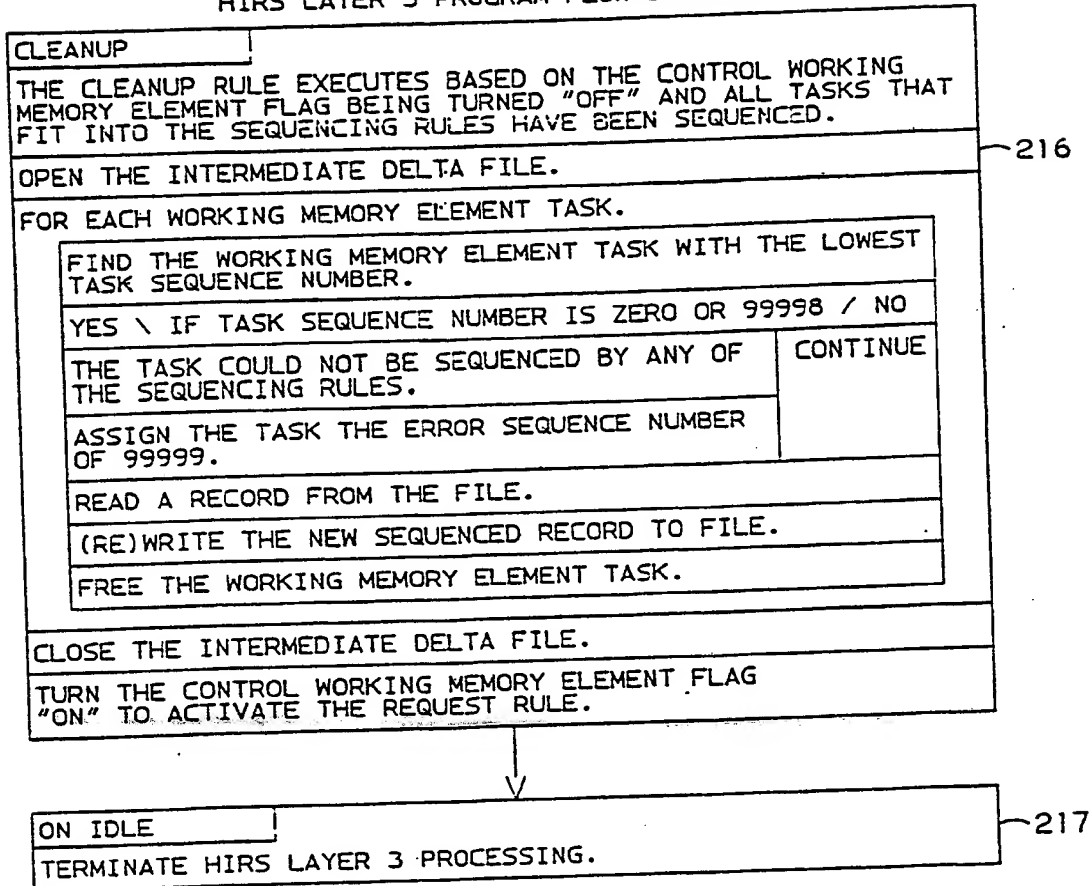 HIRS LAYER 3 PROGRAM
CLEANUP
THE CLEANUP RULE EXECUTES BASED ON THE CONTROL WORKING
MEMORY ELEMENT FLAG BEING TURNED "OFF" AND ALL TASKS THAT
FIT INTO THE SEQUENCING RULES HAVE BEEN SEQUENCED.
216
OPEN THE INTERMEDIATE DELTA FILE.
FOR EACH WORKING MEMORY ELEMENT TASK.
FIND THE WORKING MEMORY ELEMENT TASK WITH THE LOWEST
TASK SEQUENCE NUMBER.
YES \ IF TASK SEQUENCE NUMBER IS ZERO OR 99998 / NO
THE TASK COULD NOT BE SEQUENCED BY ANY OF
THE SEQUENCING RULES.
CONTINUE
ASSIGN THE TASK THE ERROR SEQUENCE NUMBER
OF 99999.
READ A RECORD FROM THE FILE.
(RE)WRITE THE NEW SEQUENCED RECORD TO FILE.
FREE THE WORKING MEMORY ELEMENT TASK.
CLOSE THE INTERMEDIATE DELTA FILE.
TURN THE CONTROL WORKING MEMORY ELEMENT FLAG
"ON" TO ACTIVATE THE REQUEST RULE.
ON IDLE
217
TERMINATE HIRS LAYER 3 PROCESSING.